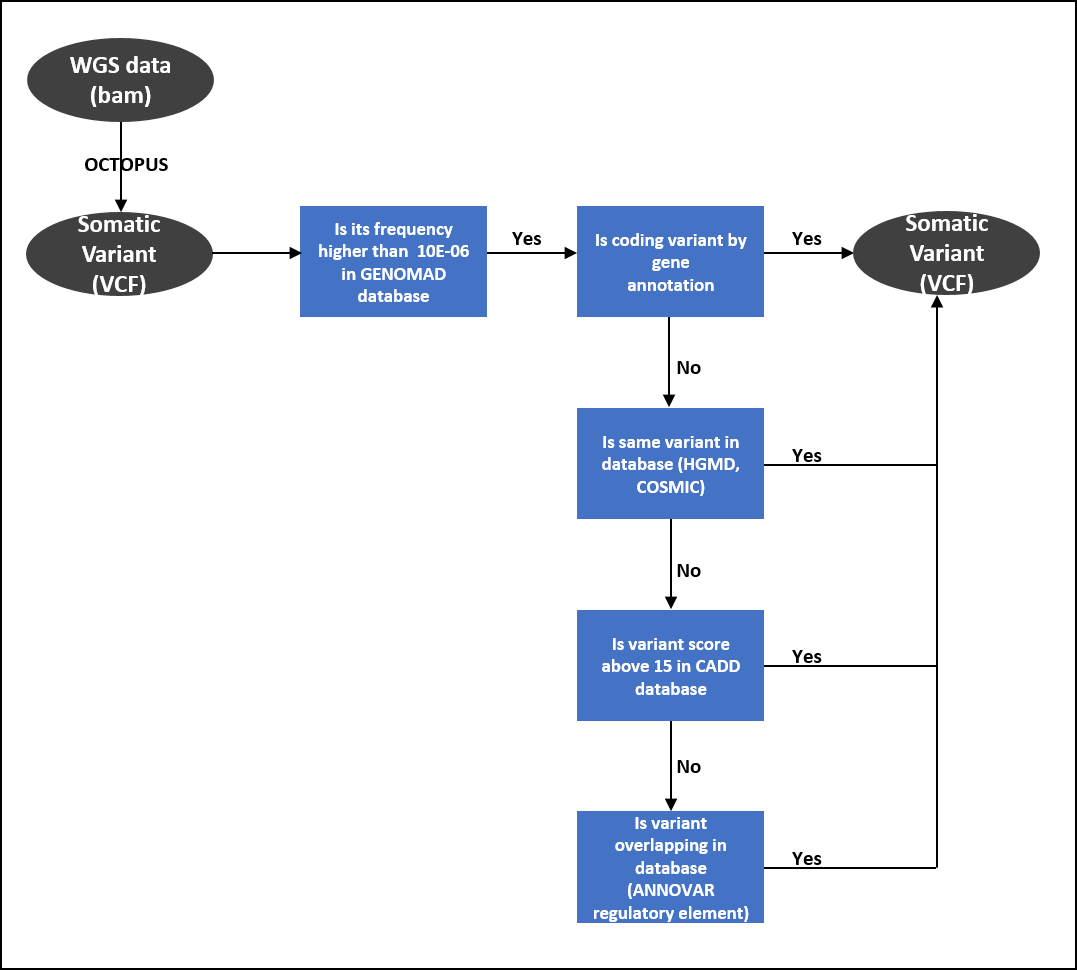 WGS data
(bam)
OCTOPUS
Somatic
Variant
(VCF)
Is its frequency
higher than 10E-06
in GENOMAD
database
Yes
Is coding variant by
gene
annotation
Yes
Somatic
Variant
(VCF)
No
Is same variant in
database (HGMD,
COSMIC)
Yes
No
Is variant score
above 15 in CADD
database
Yes
No
Is variant
overlapping in
database
(ANNOVAR
regulatory element)
Yes